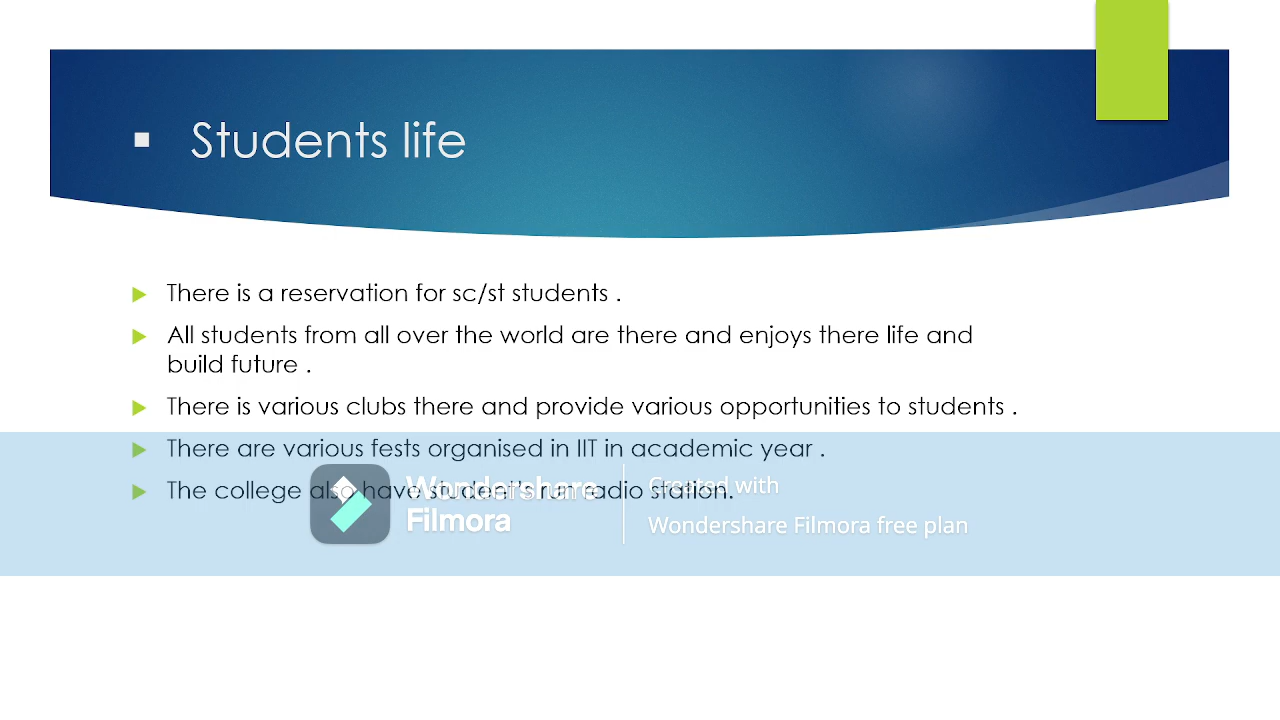 Students life
There is a reservation for sc/st students .
All students from all over the world are there and enjoys there life and
build future .
There is various clubs there and provide various opportunities to students .
There are various fests organised in IIT in academic year .
The college also have student's run radio station.
Wondershare
Filmora
Created with
Wondershare Filmora free plan